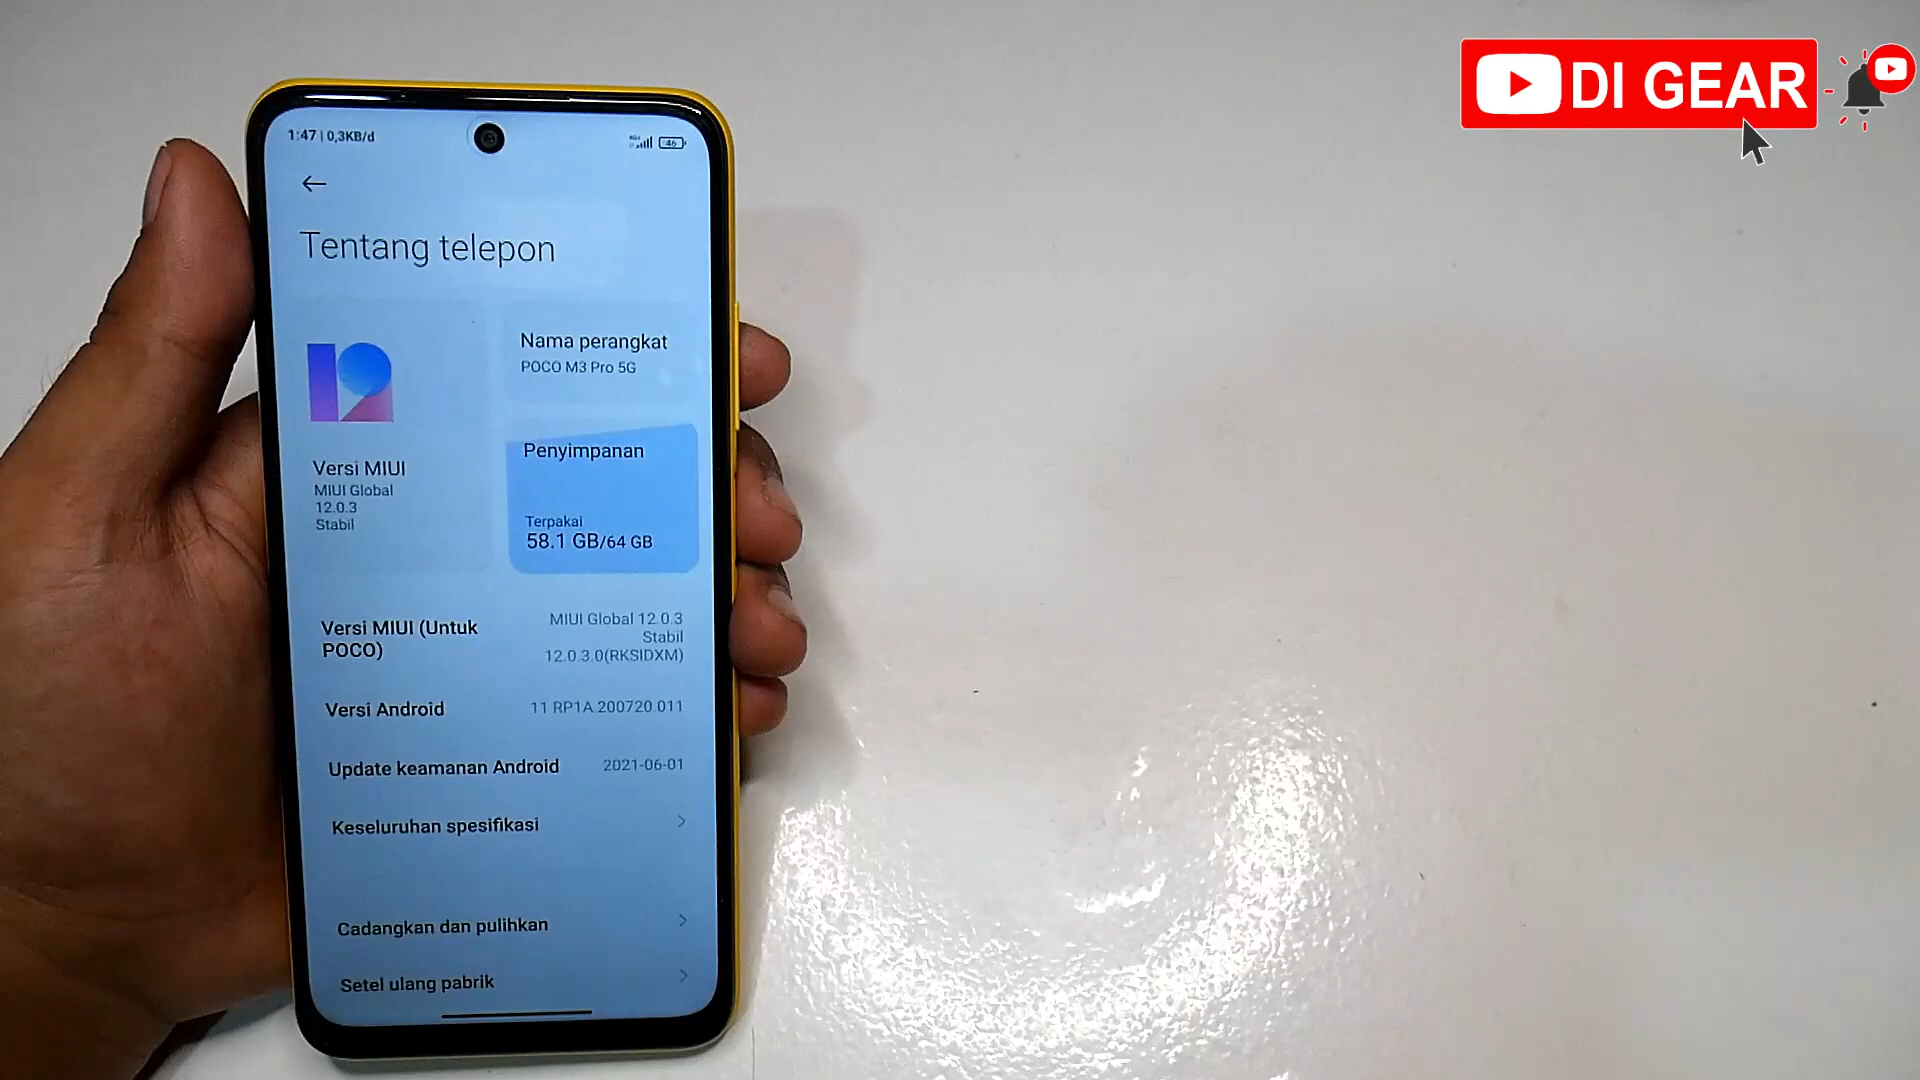 DI GEAR
1:47 | 0,3KB/d
46
Tentang telepon
Nama perangkat
POCO M3 Pro 5G
Versi MIUI
MIUI Global
12.0.3
Stabil
Penyimpanan
Terpakai
58.1 GB/64 GB
Versi MIUI (Untuk
POCO)
MIUI Global 12.0.3
Stabil
12.0.3.0(RKSIDXM)
Versi Android
11 RP1A.200720.011
Update keamanan Android
2021-06-01
Keseluruhan spesifikasi
Cadangkan dan pulihkan
Setel ulang pabrik